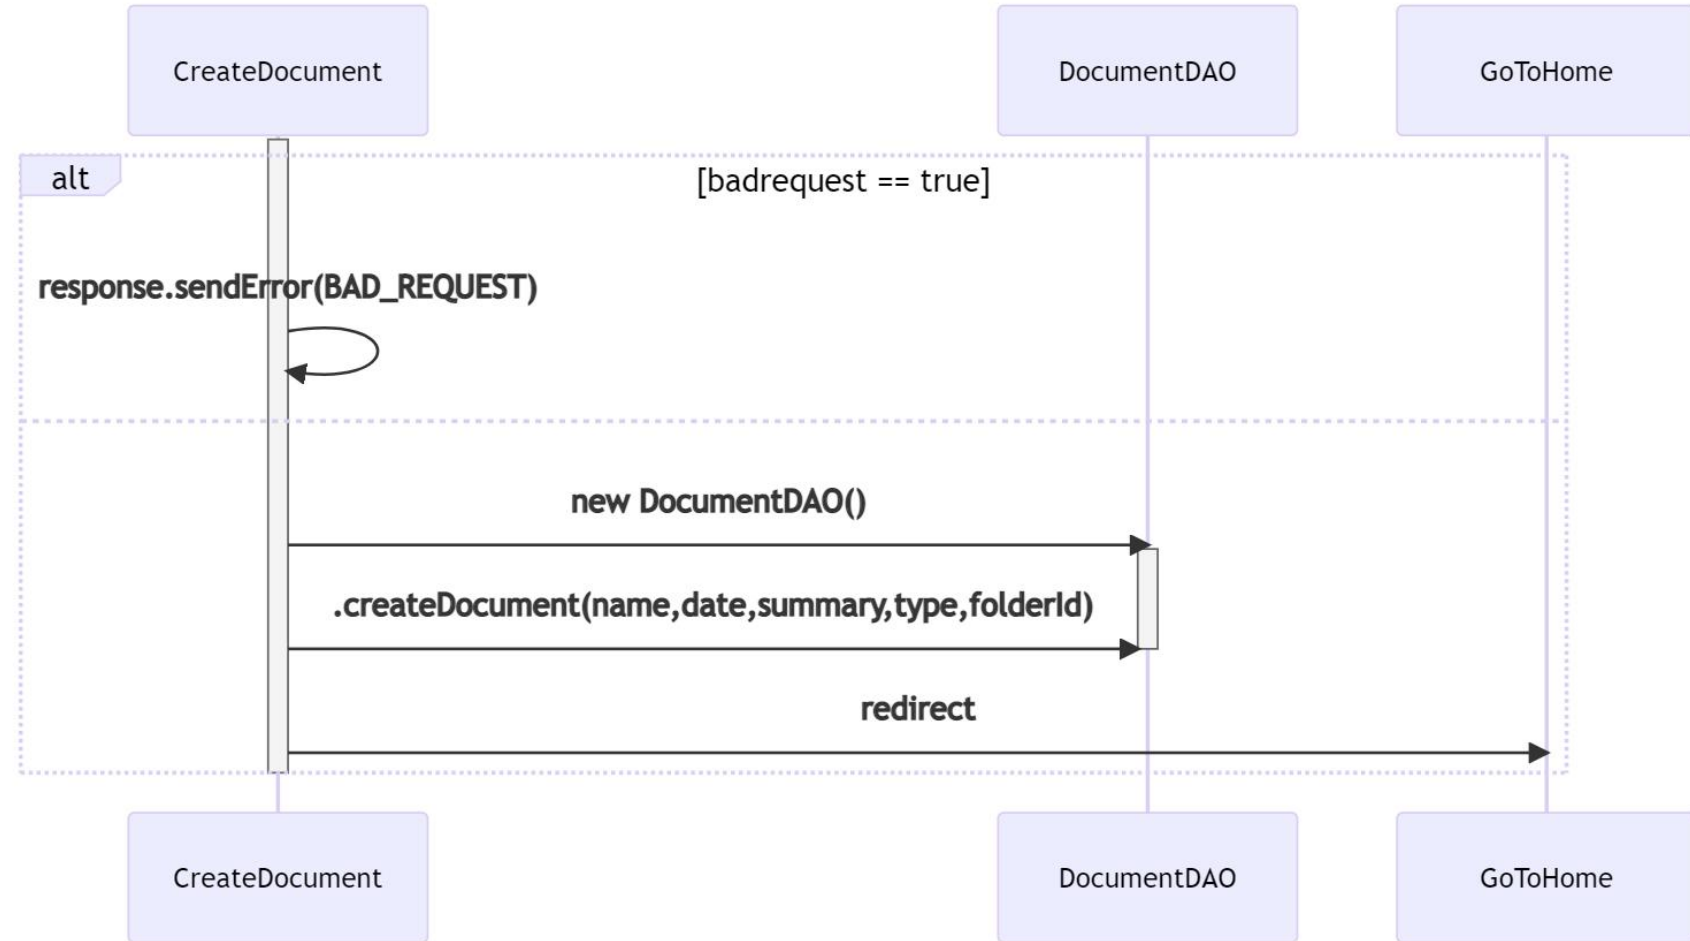 CreateDocument
DocumentDAO
GoToHome
alt
[badrequest == true]
response.sendError(BAD_REQUEST)
new DocumentDAO()
.createDocument(name,date,summary,type,folderId)
redirect
CreateDocument
DocumentDAO
GoToHome